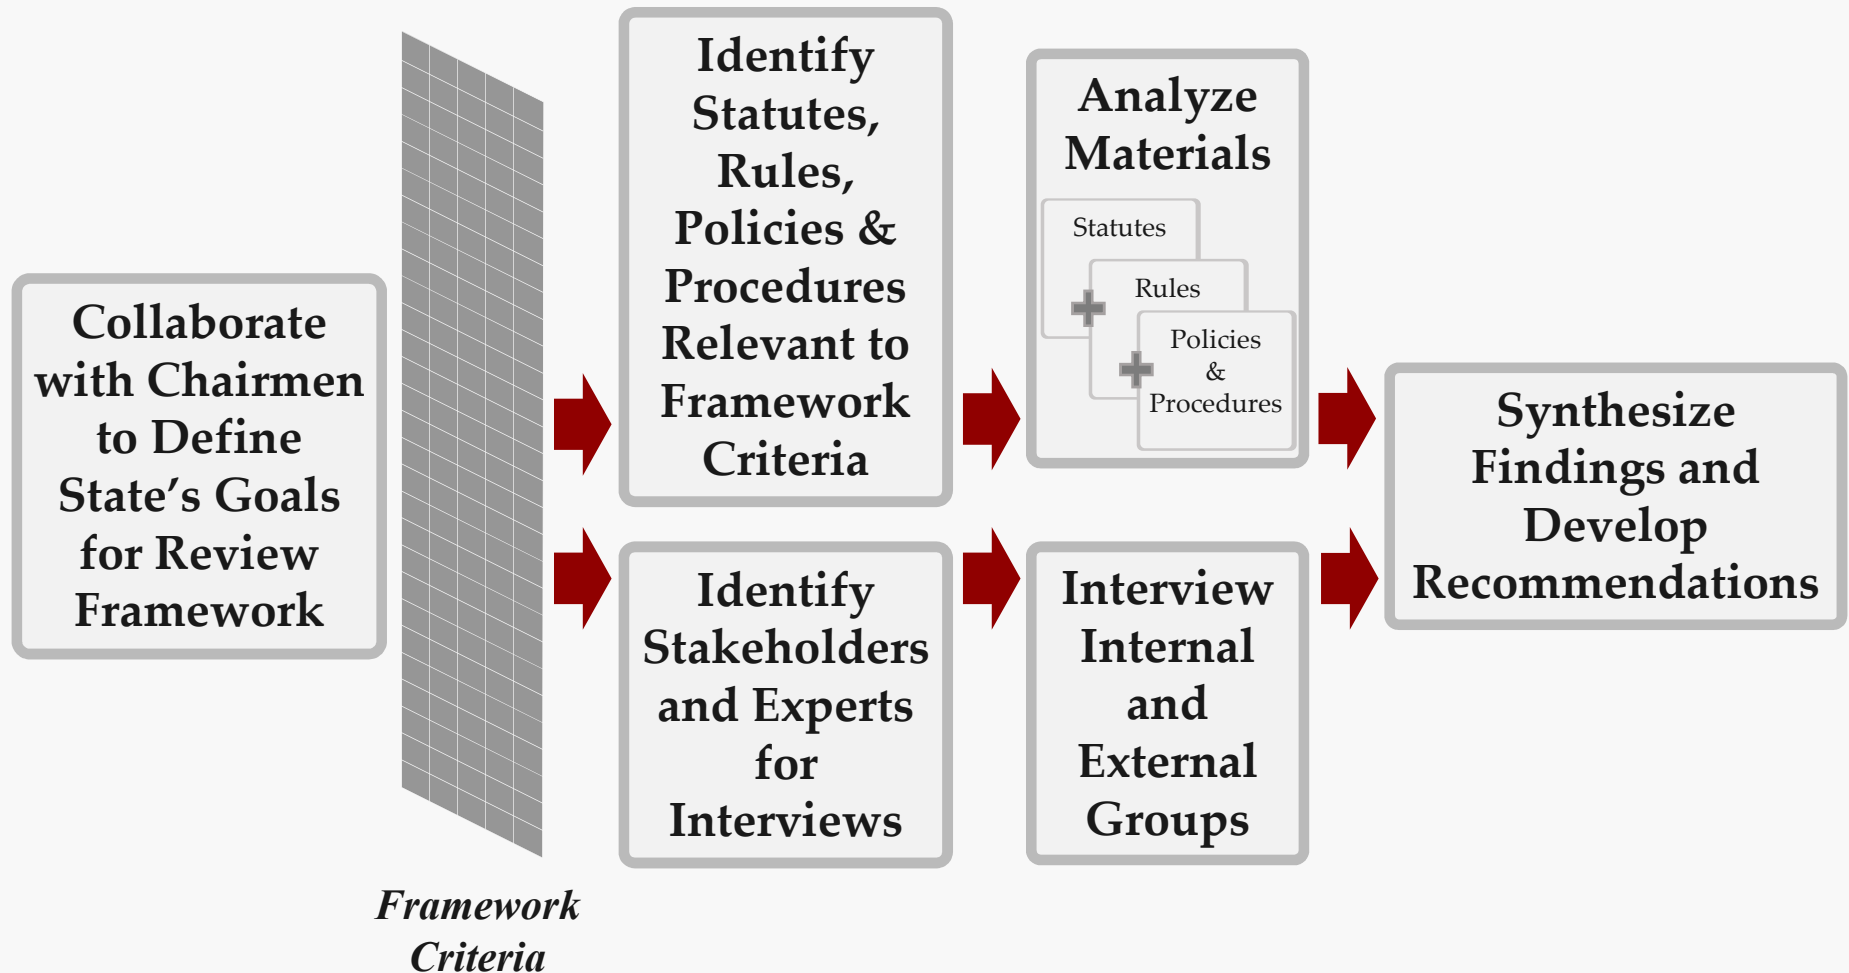 Collaborate
with Chairmen
to Define
State’s Goals
for Review
Framework
Framework
Criteria
Identify
Statutes,
Rules,
Policies &
Procedures
Relevant to
Framework
Criteria
Identify
Stakeholders
and Experts
for
Interviews
Analyze
Materials
Statutes
Rules
Policies
&
Procedures
Interview
Internal
and
External
Groups
Synthesize
Findings and
Develop
Recommendations